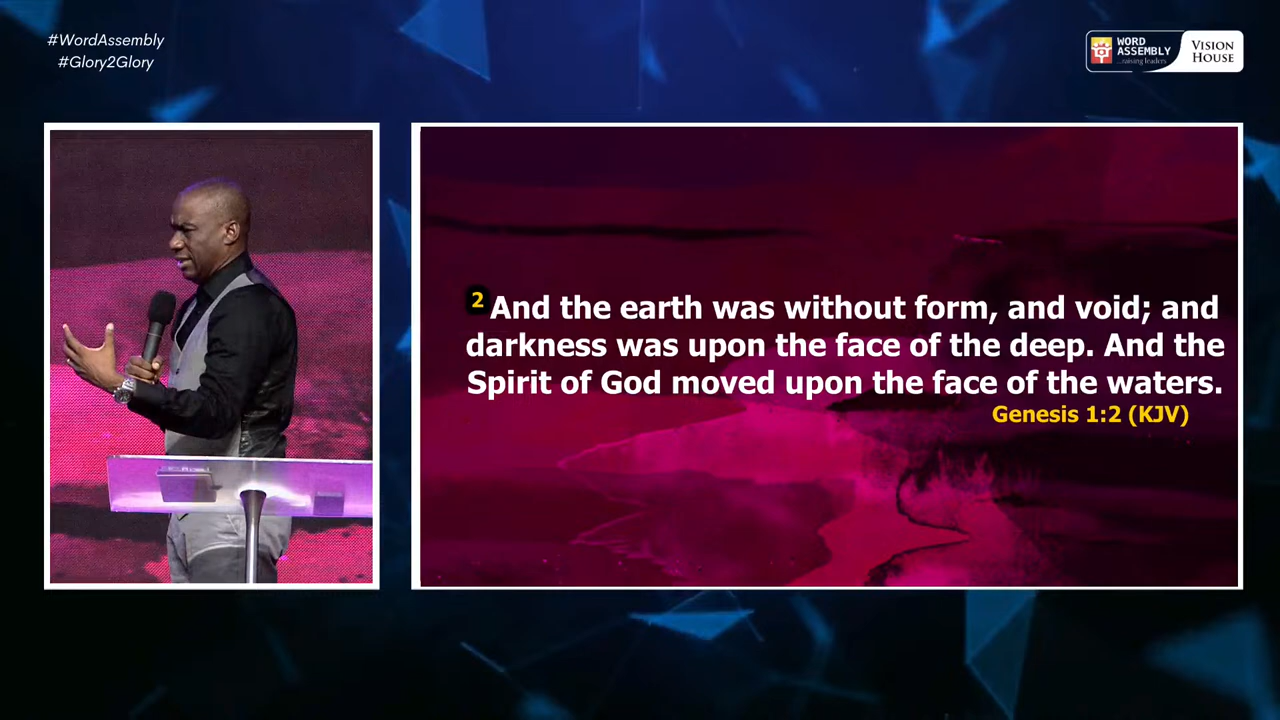 #WordAssembly
#Glory2Glory
WORD
ASSEMBLY
...raising leaders
VISION
HOUSE
2 And the earth was without form, and void; and
darkness was upon the face of the deep. And the
Spirit of God moved upon the face of the waters.
Genesis 1:2 (KJV)